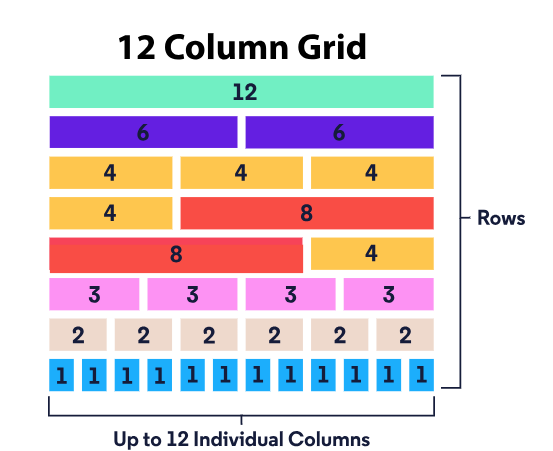 12 Column Grid
12
6 6
4 4 4
4 8
8 4
Rows
3 3 3 3
2 2 2 2 2 2
1 1 1 1 1 1 1 1 1 1 1 1
Up to 12 Individual Columns